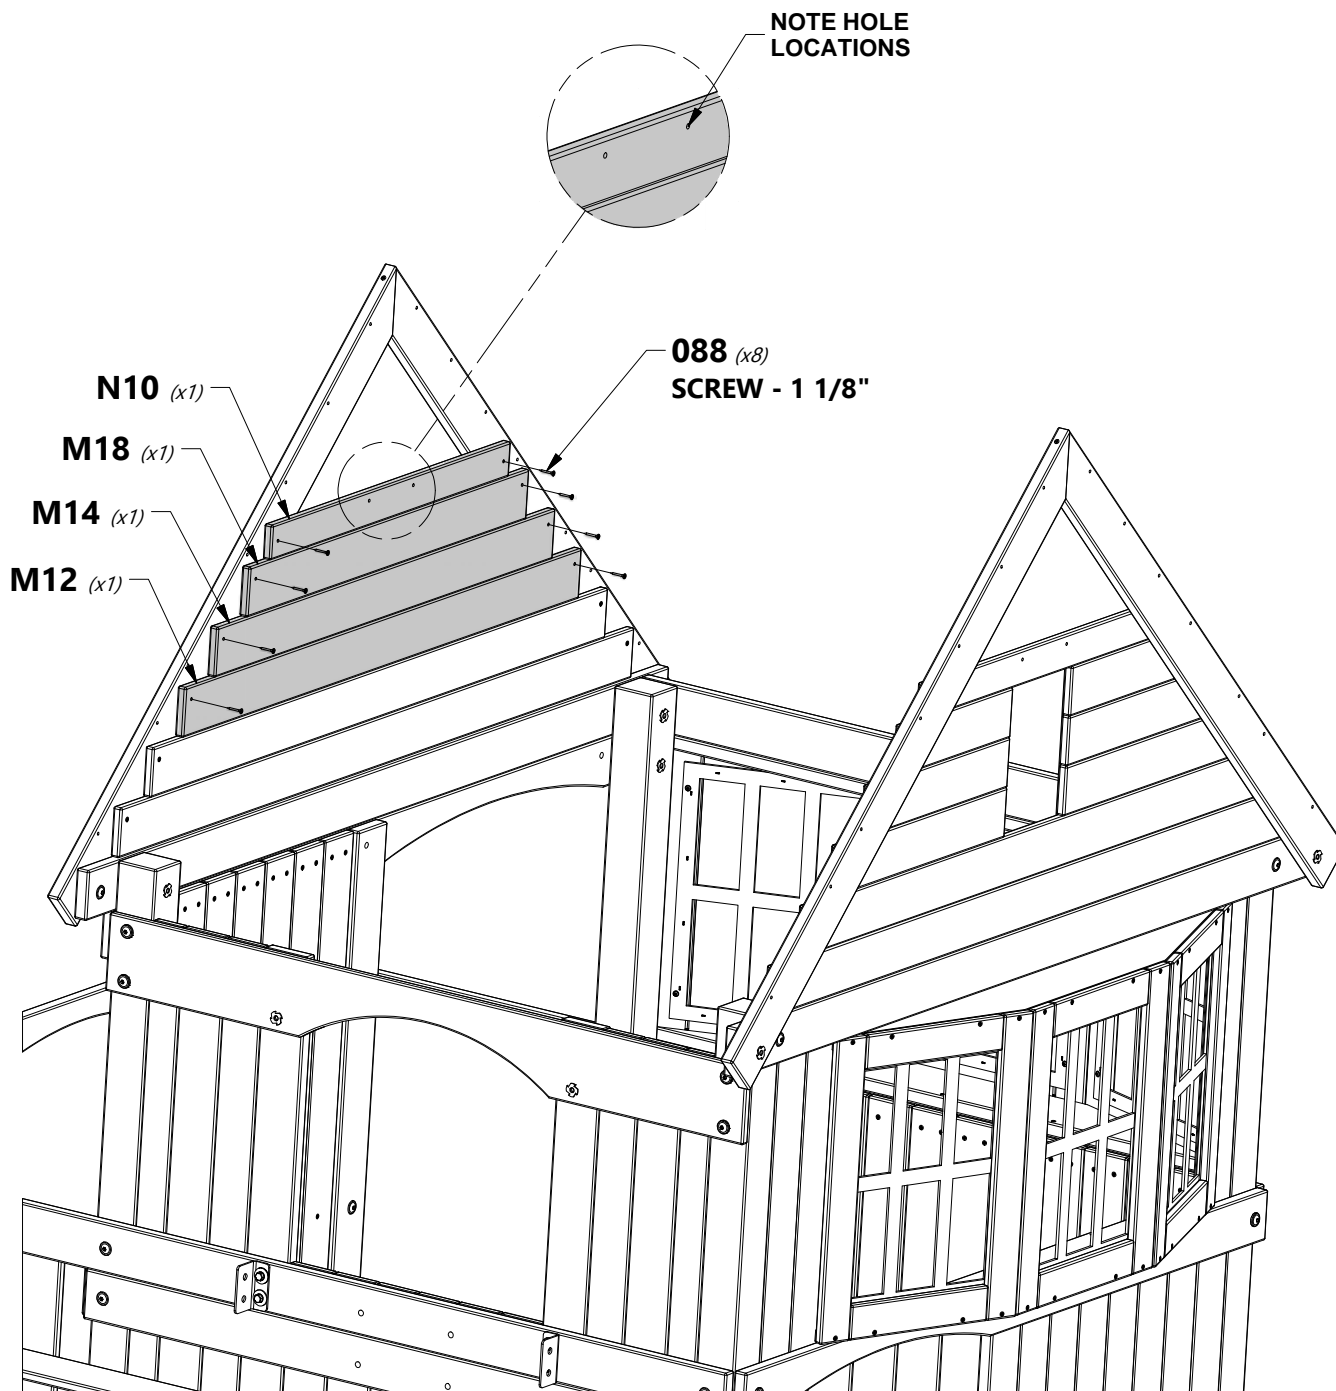 NOTE HOLE
LOCATIONS
088 (x8)
SCREW - 1 1/8"
N10 (x1)
M18 (x1)
M14 (x1)
M12 (x1)